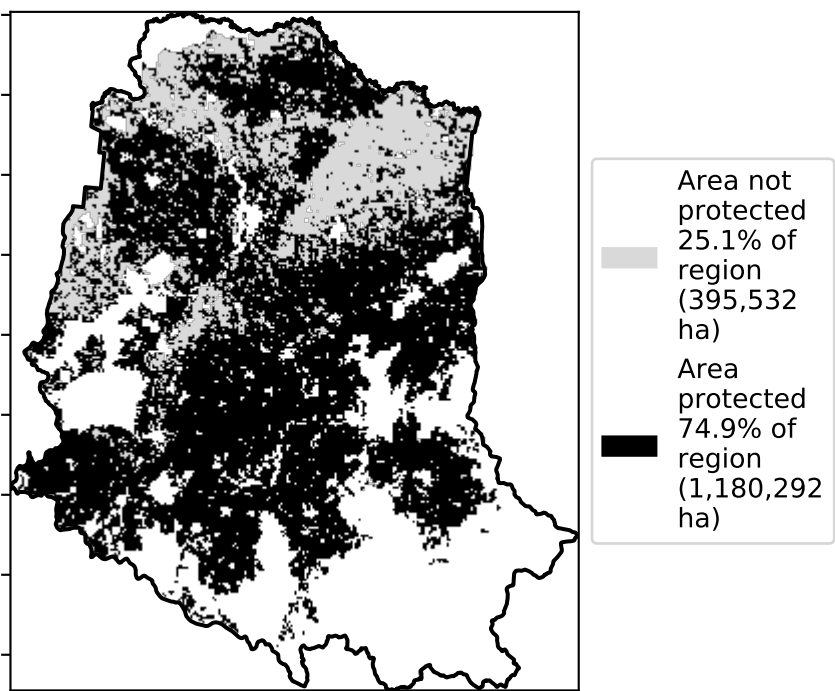 Area not
protected
25.1% of
region
(395,532
ha)
Area
protected
74.9% of
region
(1,180,292
ha)